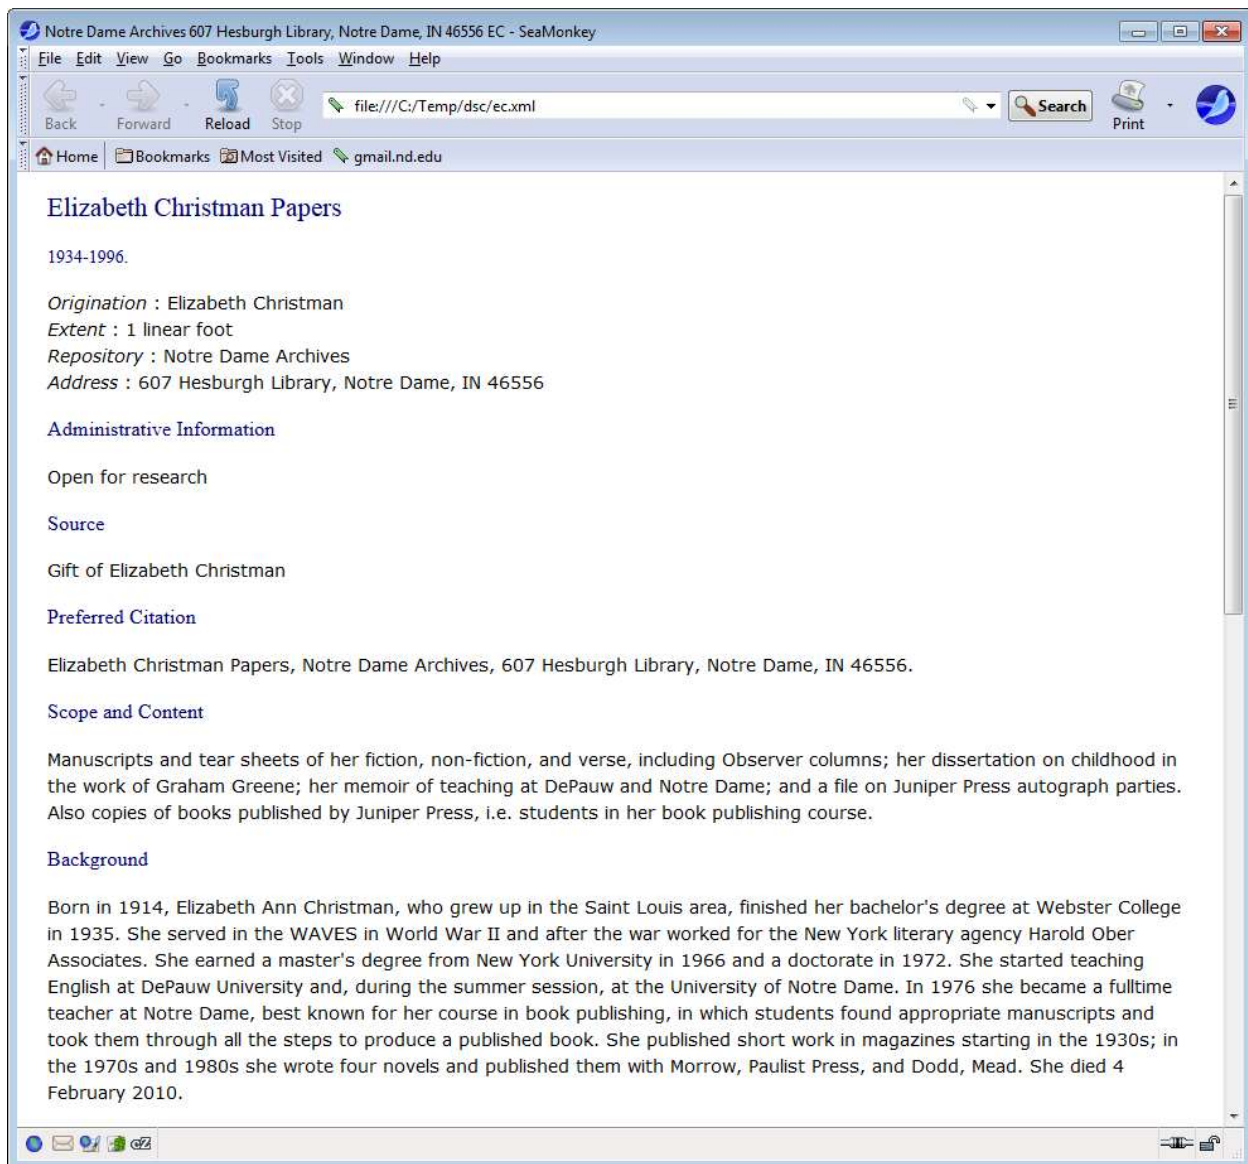 Notre Dame Archives 607 Hesburgh Library, Notre Dame, IN 46556 EC - SeaMonkey
File Edit View Go Bookmarks Tools Window Help
file:///C:/Temp/dsc/ec.xml Search
Back Forward Reload Stop Print
Home Bookmarks Most Visited gmail.nd.edu
Elizabeth Christman Papers
1934-1996.
Origination : Elizabeth Christman
Extent : 1 linear foot
Repository : Notre Dame Archives
Address : 607 Hesburgh Library, Notre Dame, IN 46556
Administrative Information
Open for research
Source
Gift of Elizabeth Christman
Preferred Citation
Elizabeth Christman Papers, Notre Dame Archives, 607 Hesburgh Library, Notre Dame, IN 46556.
Scope and Content
Manuscripts and tear sheets of her fiction, non-fiction, and verse, including Observer columns; her dissertation on childhood in
the work of Graham Greene; her memoir of teaching at DePauw and Notre Dame; and a file on Juniper Press autograph parties.
Also copies of books published by Juniper Press, i.e. students in her book publishing course.
Background
Born in 1914, Elizabeth Ann Christman, who grew up in the Saint Louis area, finished her bachelor's degree at Webster College
in 1935. She served in the WAVES in World War II and after the war worked for the New York literary agency Harold Ober
Associates. She earned a master's degree from New York University in 1966 and a doctorate in 1972. She started teaching
English at DePauw University and, during the summer session, at the University of Notre Dame. In 1976 she became a fulltime
teacher at Notre Dame, best known for her course in book publishing, in which students found appropriate manuscripts and
took them through all the steps to produce a published book. She published short work in magazines starting in the 1930s; in
the 1970s and 1980s she wrote four novels and published them with Morrow, Paulist Press, and Dodd, Mead. She died 4
February 2010.
cZ